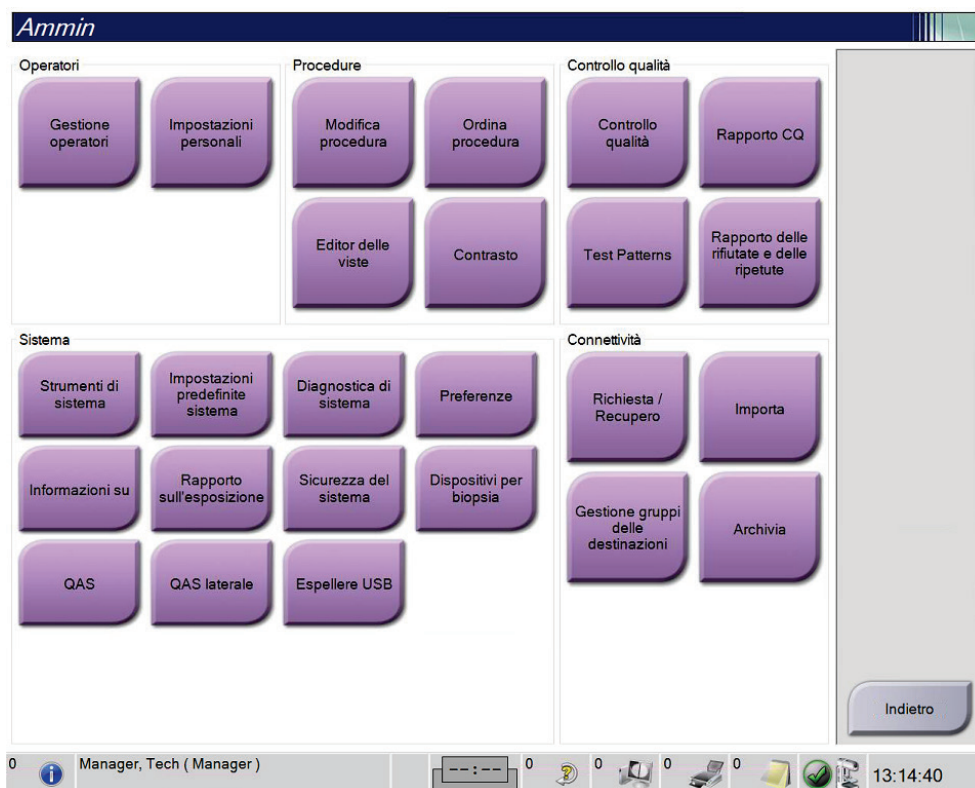 Ammin
Operatori
Gestione
operatori
Impostazioni
personali
Procedure
Modifica
procedura
Ordina
procedura
Editor delle
viste
Contrasto
Controllo qualità
Controllo
qualità
Rapporto CQ
Test Patterns
Rapporto delle
rifiutate e delle
ripetute
Sistema
Strumenti di
sistema
Impostazioni
predefinite
sistema
Diagnostica di
sistema
Preferenze
Informazioni su
Rapporto
sull'esposizione
Sicurezza del
sistema
Dispositivi per
biopsia
QAS
QAS laterale
Espellere USB
Connettività
Richiesta /
Recupero
Importa
Gestione gruppi
delle
destinazioni
Archivia
Indietro
0
Manager, Tech ( Manager )
--:--
0
0
0
0
13:14:40